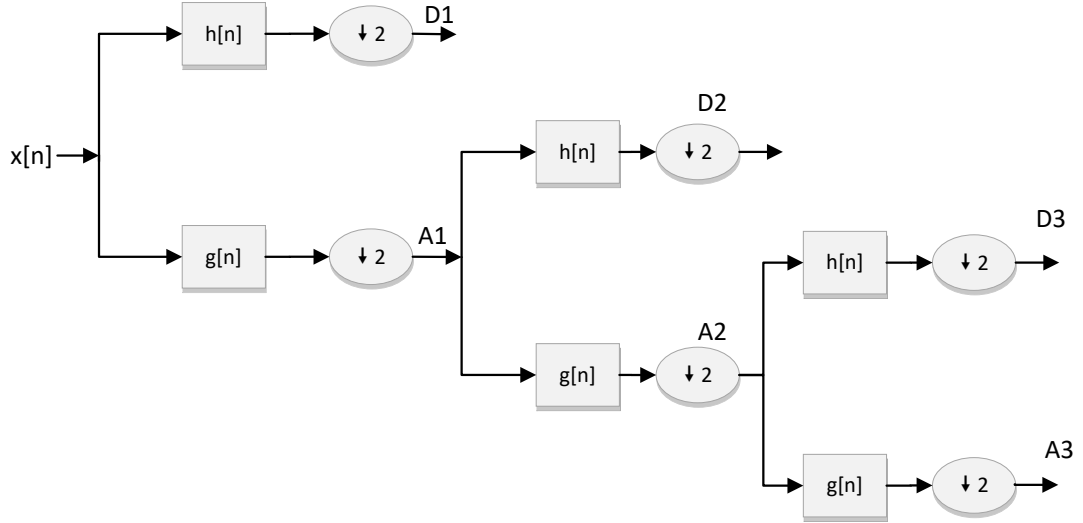 D1
h[n]
↓ 2
D2
x[n]
h[n]
↓ 2
A1
g[n]
↓ 2
D3
h[n]
↓ 2
A2
g[n]
↓ 2
A3
g[n]
↓ 2